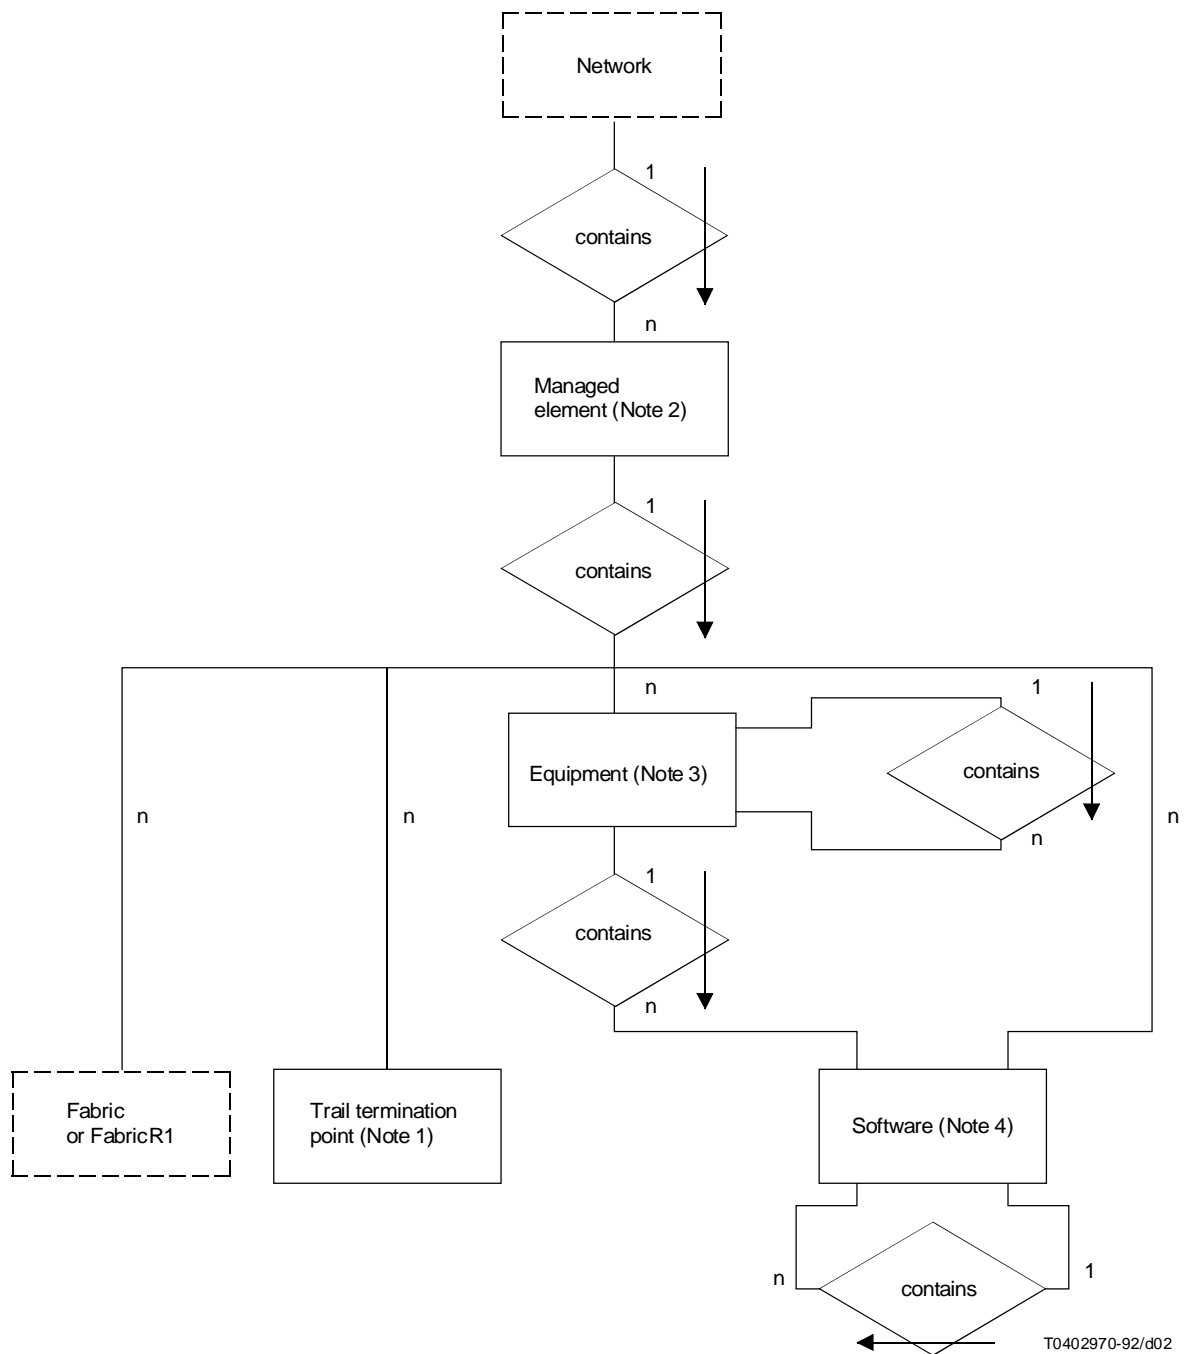 Network
1
contains
n
Managed
element (Note 2)
1
contains
n
1
Equipment (Note 3)
contains
n
n
n
n
1
contains
n
Fabric
or FabricR1
Trail termination
point (Note 1)
Software (Note 4)
n
contains
1
T0402970-92/d02